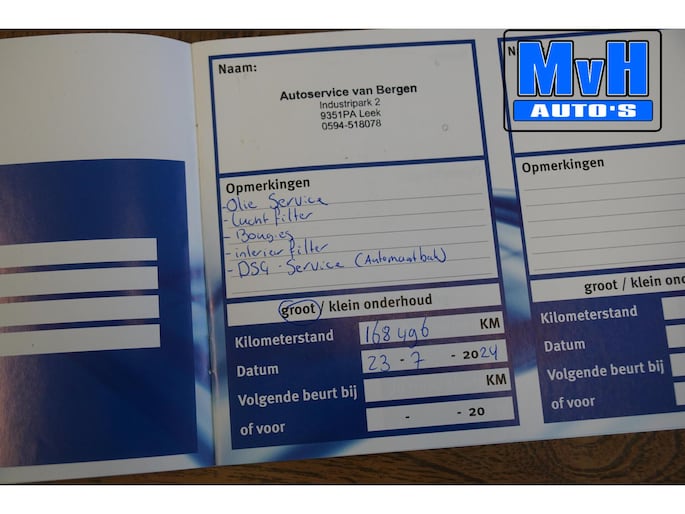 Naam:
Autoservice van Bergen
Industripark 2
9351PA Leek
0594-518078
Opmerkingen
-Olie Service
-Lucht filter
-Bougies
-interier filter
-DSG-Service (Automaatbak)
groot / klein onderhoud
Kilometerstand 168496 KM
Datum 23 - 7 - 2024
Volgende beurt bij KM
of voor - - 20
MvH
AUTO'S
N
Opmerkingen
groot / klein on
Kilometerstand
Datum
Volgende beurt bij
of voor